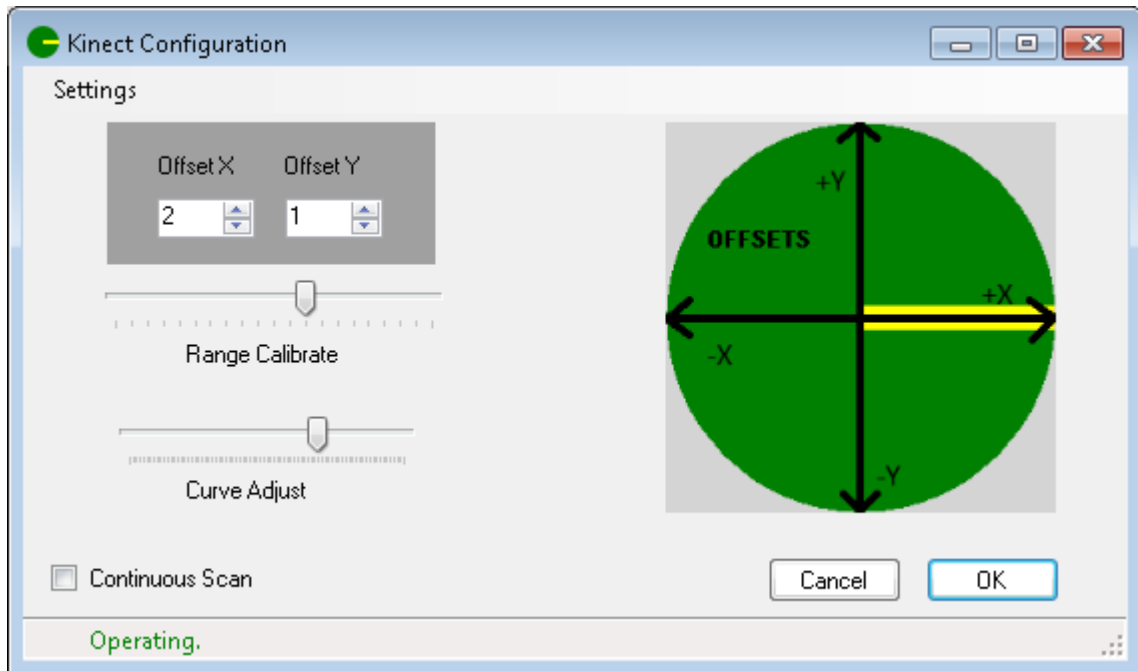 Kinect Configuration
Settings
Offset X Offset Y
2 1
Range Calibrate
Curve Adjust
+Y
OFFSETS
+X
-X
-Y
Continuous Scan
Cancel OK
Operating.